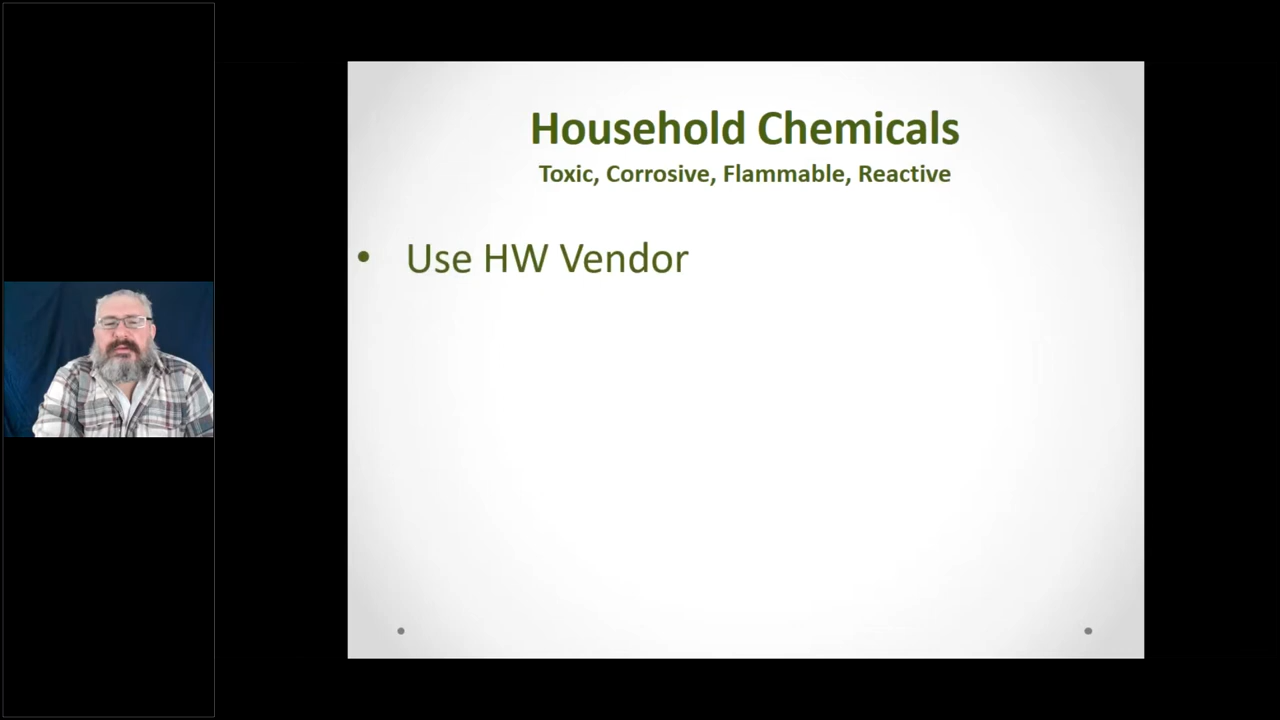 Household Chemicals
Toxic, Corrosive, Flammable, Reactive
• Use HW Vendor